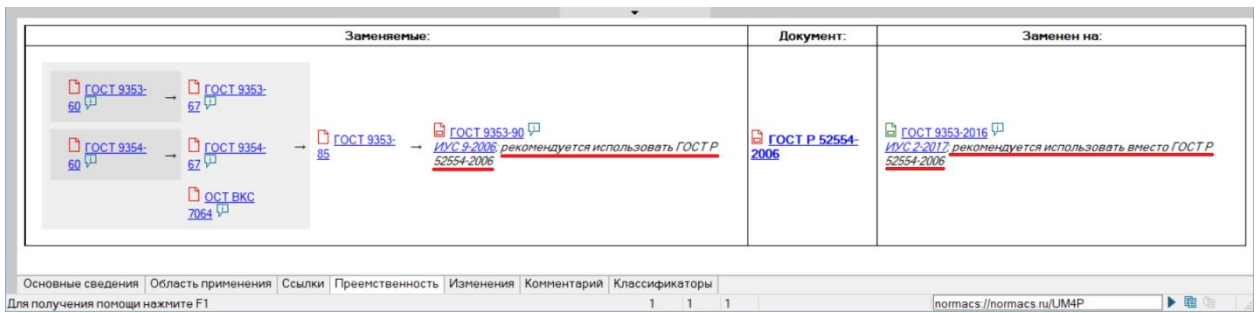 Заменяемые: Документ: Заменен на:
ГОСТ 9353-60 → ГОСТ 9353-67
ГОСТ 9354-60 → ГОСТ 9354-67
ОСТ ВКС 7064
→ ГОСТ 9353-85 →
ГОСТ 9353-90
ИУС 9-2006: рекомендуется использовать ГОСТ Р
52554-2006
ГОСТ Р 52554-
2006
ГОСТ 9353-2016
ИУС 2-2017: рекомендуется использовать вместо ГОСТ Р
52554-2006
Основные сведения Область применения Ссылки Преемственность Изменения Комментарий Классификаторы
Для получения помощи нажмите F1 1 1 1 normacs://normacs.ru/UM4P